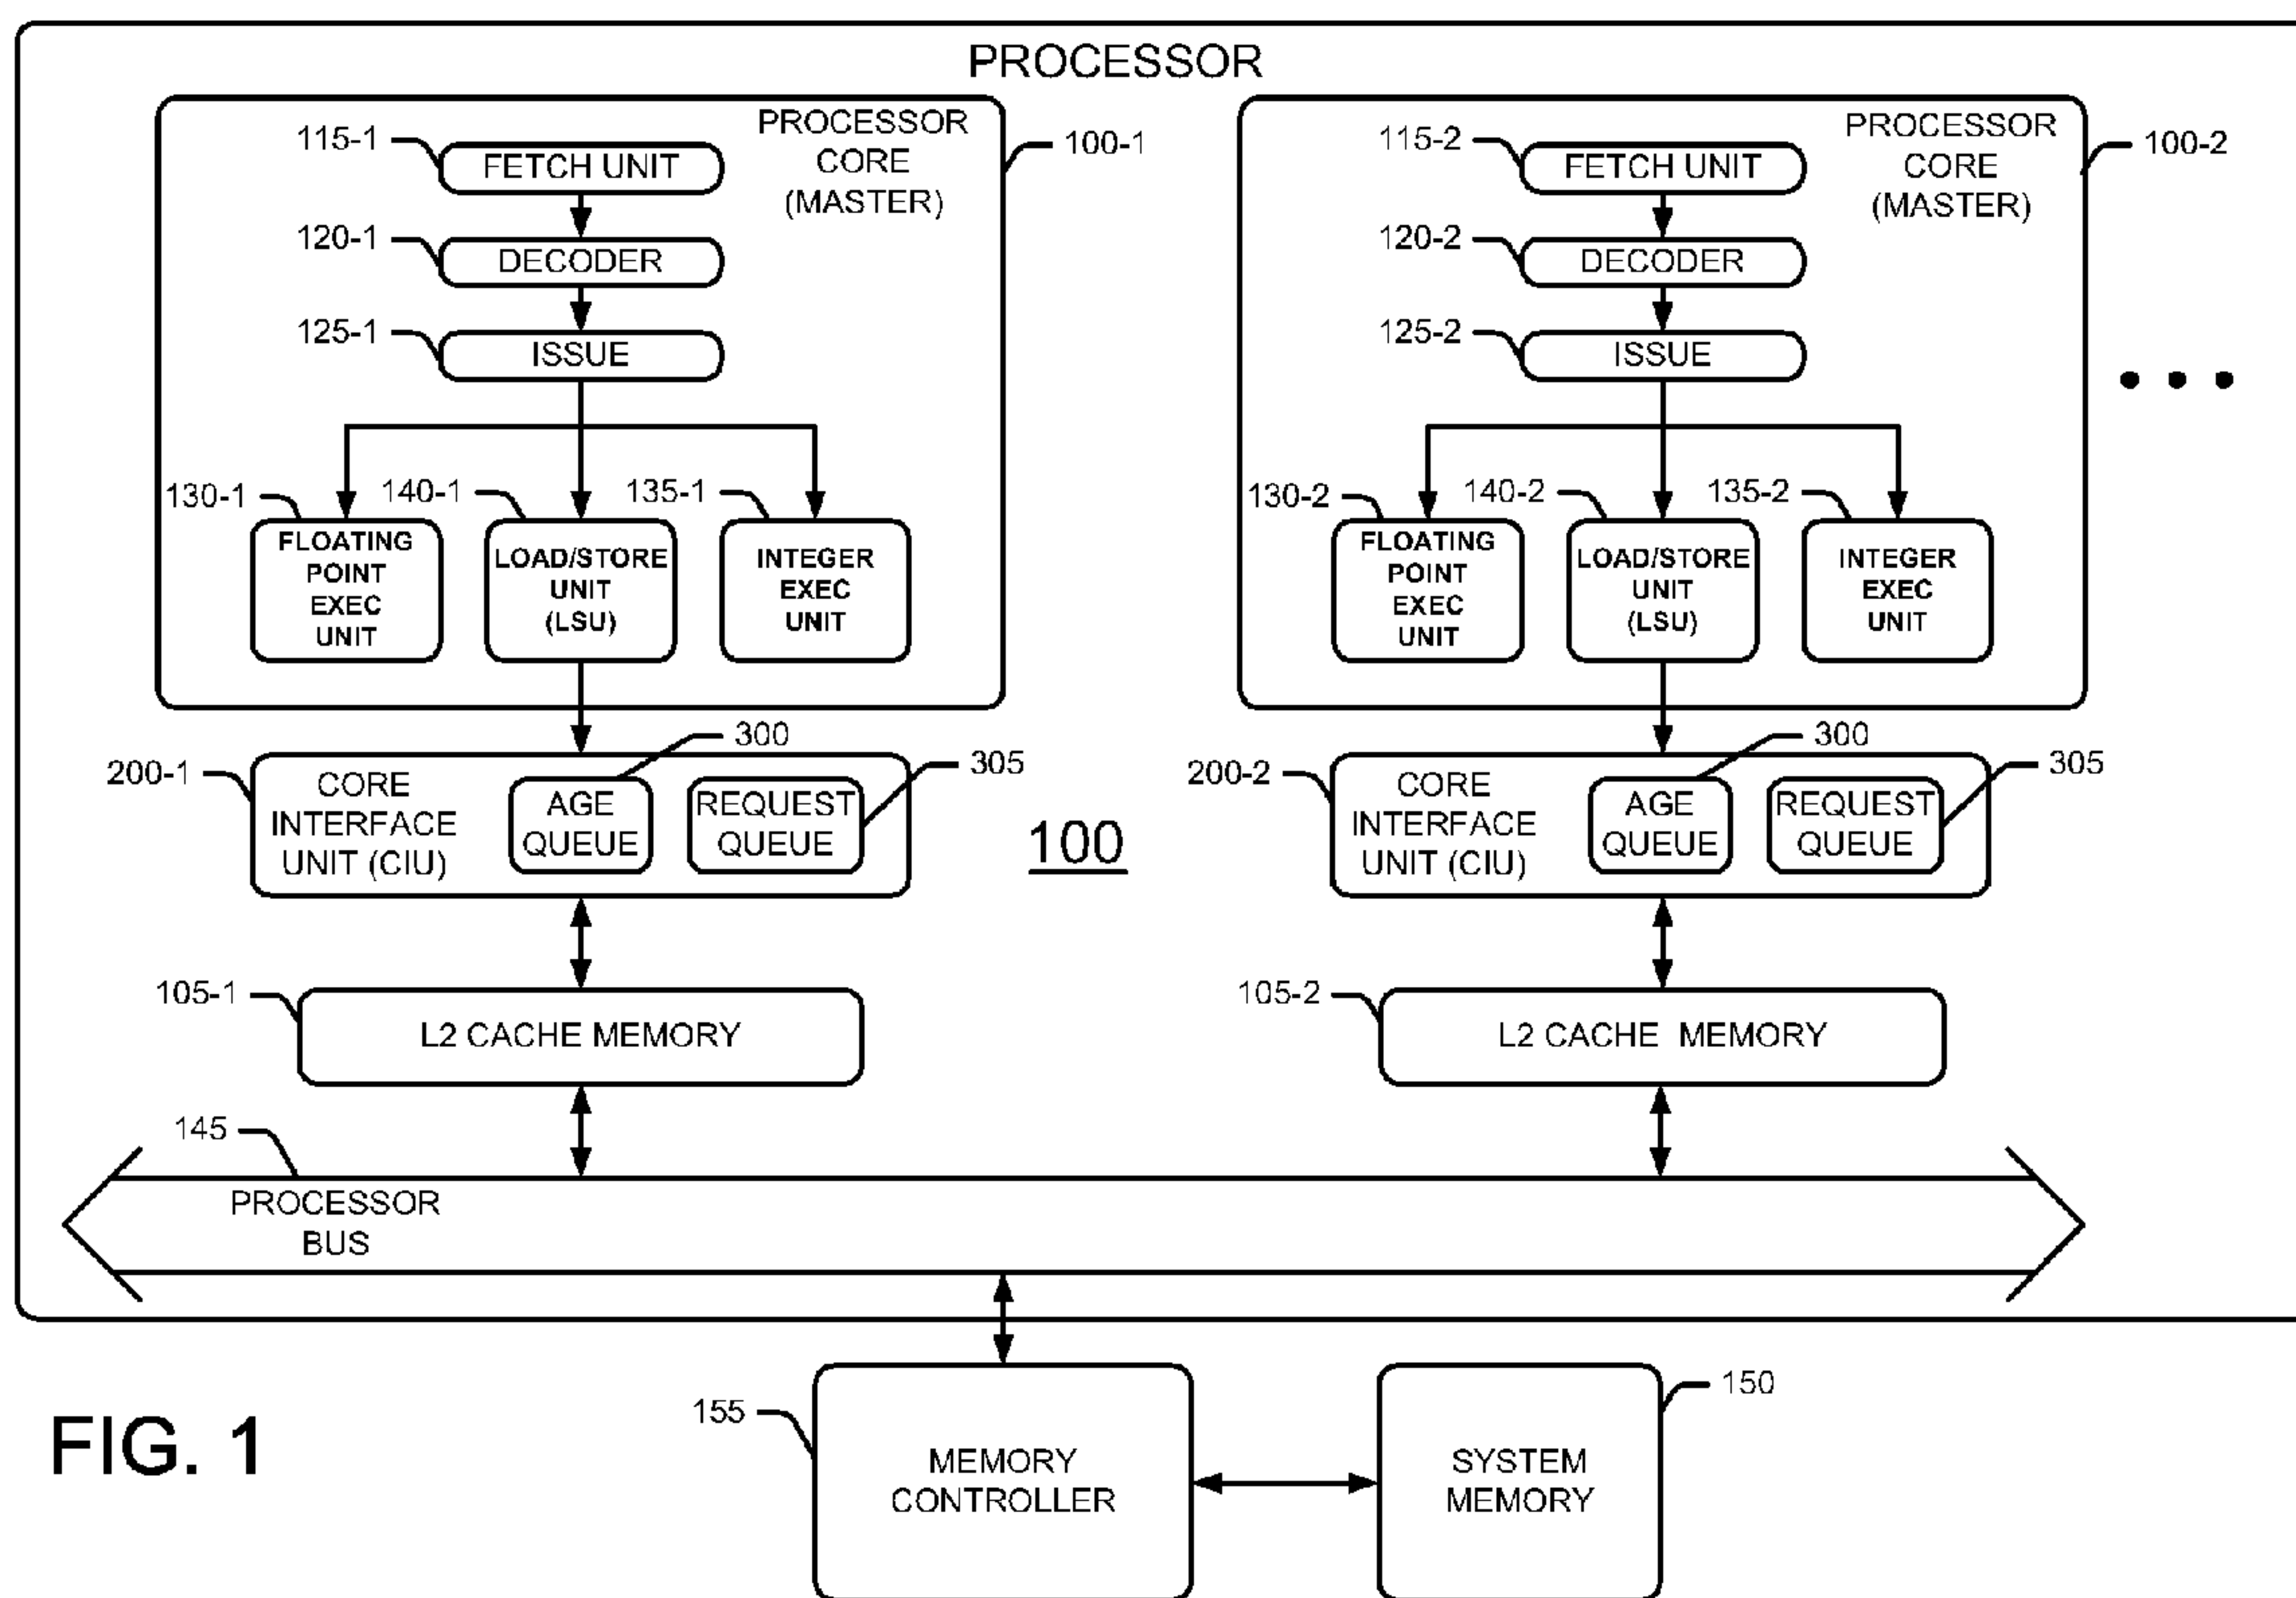 PROCESSOR
115-1
FETCH UNIT
PROCESSOR
CORE
(MASTER)
100-1
120-1
DECODER
125-1
ISSUE
130-1
140-1
135-1
FLOATING
POINT
EXEC
UNIT
LOAD/STORE
UNIT
(LSU)
INTEGER
EXEC
UNIT
115-2
FETCH UNIT
PROCESSOR
CORE
(MASTER)
100-2
120-2
DECODER
125-2
ISSUE
130-2
140-2
135-2
FLOATING
POINT
EXEC
UNIT
LOAD/STORE
UNIT
(LSU)
INTEGER
EXEC
UNIT
• • •
200-1
CORE
INTERFACE
UNIT (CIU)
300
AGE
QUEUE
305
REQUEST
QUEUE
100
200-2
CORE
INTERFACE
UNIT (CIU)
300
AGE
QUEUE
305
REQUEST
QUEUE
105-1
L2 CACHE MEMORY
105-2
L2 CACHE MEMORY
145
PROCESSOR
BUS
155
MEMORY
CONTROLLER
150
SYSTEM
MEMORY
FIG. 1